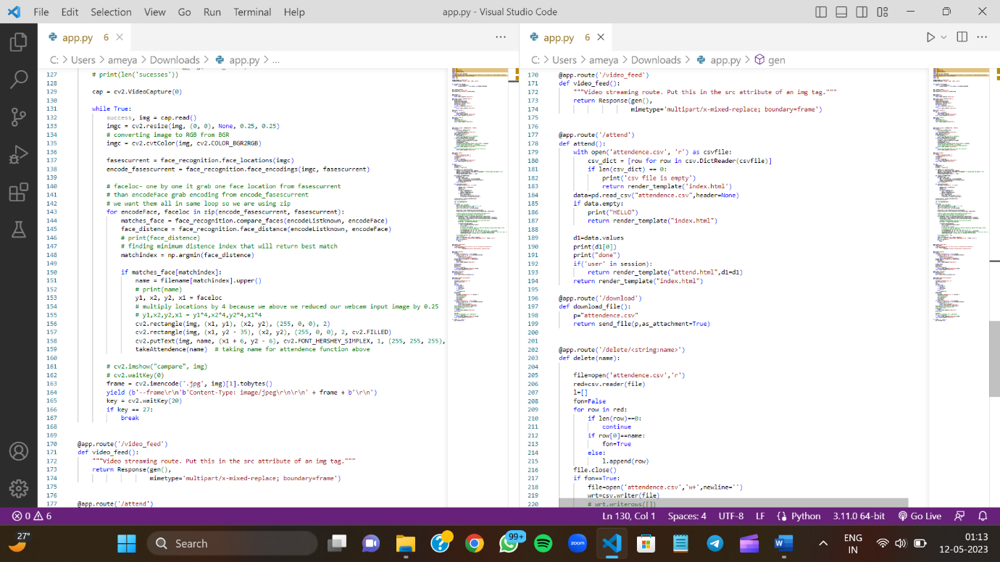 File Edit Selection View Go Run Terminal Help app.py - Visual Studio Code
app.py 6
C: > Users > ameya > Downloads > app.py > ...
127 # print(len('sucesses'))
128
129 cap = cv2.VideoCapture(0)
130
131 while True:
132 success, img = cap.read()
133 imgc = cv2.resize(img, (0, 0), None, 0.25, 0.25)
134 # converting image to RGB from BGR
135 imgc = cv2.cvtColor(img, cv2.COLOR_BGR2RGB)
136
137 fasescurrent = face_recognition.face_locations(imgc)
138 encode_fasescurrent = face_recognition.face_encodings(imgc, fasescurrent)
139
140 # faceloc- one by one it grab one face location from fasescurrent
141 # than encodeFace grab encoding from encode_fasescurrent
142 # we want them all in same loop so we are using zip
143 for encodeFace, faceloc in zip(encode_fasescurrent, fasescurrent):
144 matches_face = face_recognition.compare_faces(encodeListknown, encodeFace)
145 face_distence = face_recognition.face_distance(encodeListknown, encodeFace)
146 # print(face_distence)
147 # finding minimum distence index that will return best match
148 matchindex = np.argmin(face_distence)
149
150 if matches_face[matchindex]:
151 name = filename[matchindex].upper()
152 # print(name)
153 y1, x2, y2, x1 = faceloc
154 # multiply locations by 4 because we above we reduced our webcam input image by 0.25
155 # y1,x2,y2,x1 = y1*4,x2*4,y2*4,x1*4
156 cv2.rectangle(img, (x1, y1), (x2, y2), (255, 0, 0), 2)
157 cv2.rectangle(img, (x1, y2 - 35), (x2, y2), (255, 0, 0), 2, cv2.FILLED)
158 cv2.putText(img, name, (x1 + 6, y2 - 6), cv2.FONT_HERSHEY_SIMPLEX, 1, (255, 255, 255),
159 takeAttendence(name) # taking name for attendence function above
160
161 # cv2.imshow("campare", img)
162 # cv2.waitKey(0)
163 frame = cv2.imencode('.jpg', img)[1].tobytes()
164 yield (b'--frame\r\n'b'Content-Type: image/jpeg\r\n\r\n' + frame + b'\r\n')
165 key = cv2.waitKey(20)
166 if key == 27:
167 break
168
169
170 @app.route('/video_feed')
171 def video_feed():
172 """Video streaming route. Put this in the src attribute of an img tag."""
173 return Response(gen(),
174 mimetype='multipart/x-mixed-replace; boundary=frame')
175
176
177 @app.route('/attend')
app.py 6
C: > Users > ameya > Downloads > app.py > gen
170 @app.route('/video_feed')
171 def video_feed():
172 """Video streaming route. Put this in the src attribute of an img tag."""
173 return Response(gen(),
174 mimetype='multipart/x-mixed-replace; boundary=frame')
175
176
177 @app.route('/attend')
178 def attend():
179 with open('attendence.csv', 'r') as csvfile:
180 csv_dict = [row for row in csv.DictReader(csvfile)]
181 if len(csv_dict) == 0:
182 print('csv file is empty')
183 return render_template('index.html')
184 data=pd.read_csv("attendence.csv",header=None)
185 if data.empty:
186 print("HELLO")
187 return render_template("index.html")
188
189 d1=data.values
190 print(d1[0])
191 print("done")
192 if('user' in session):
193 return render_template("attend.html",d1=d1)
194 return render_template("index.html")
195
196 @app.route('/download')
197 def download_file():
198 p="attendence.csv"
199 return send_file(p,as_attachment=True)
200
201
202 @app.route('/delete/<string:name>')
203 def delete(name):
204
205 file=open('attendence.csv','r')
206 red=csv.reader(file)
207 l=[]
208 fon=False
209 for row in red:
210 if len(row)==0:
211 continue
212 if row[0]==name:
213 fon=True
214 else:
215 l.append(row)
216 file.close()
217 if fon==True:
218 file=open('attendence.csv','w+',newline='')
219 wrt=csv.writer(file)
220 # wrt.writerows([])
0 6 Ln 130, Col 1 Spaces: 4 UTF-8 LF Python 3.11.0 64-bit Go Live
27° Search 99+ zoom ENG IN 01:13 12-05-2023